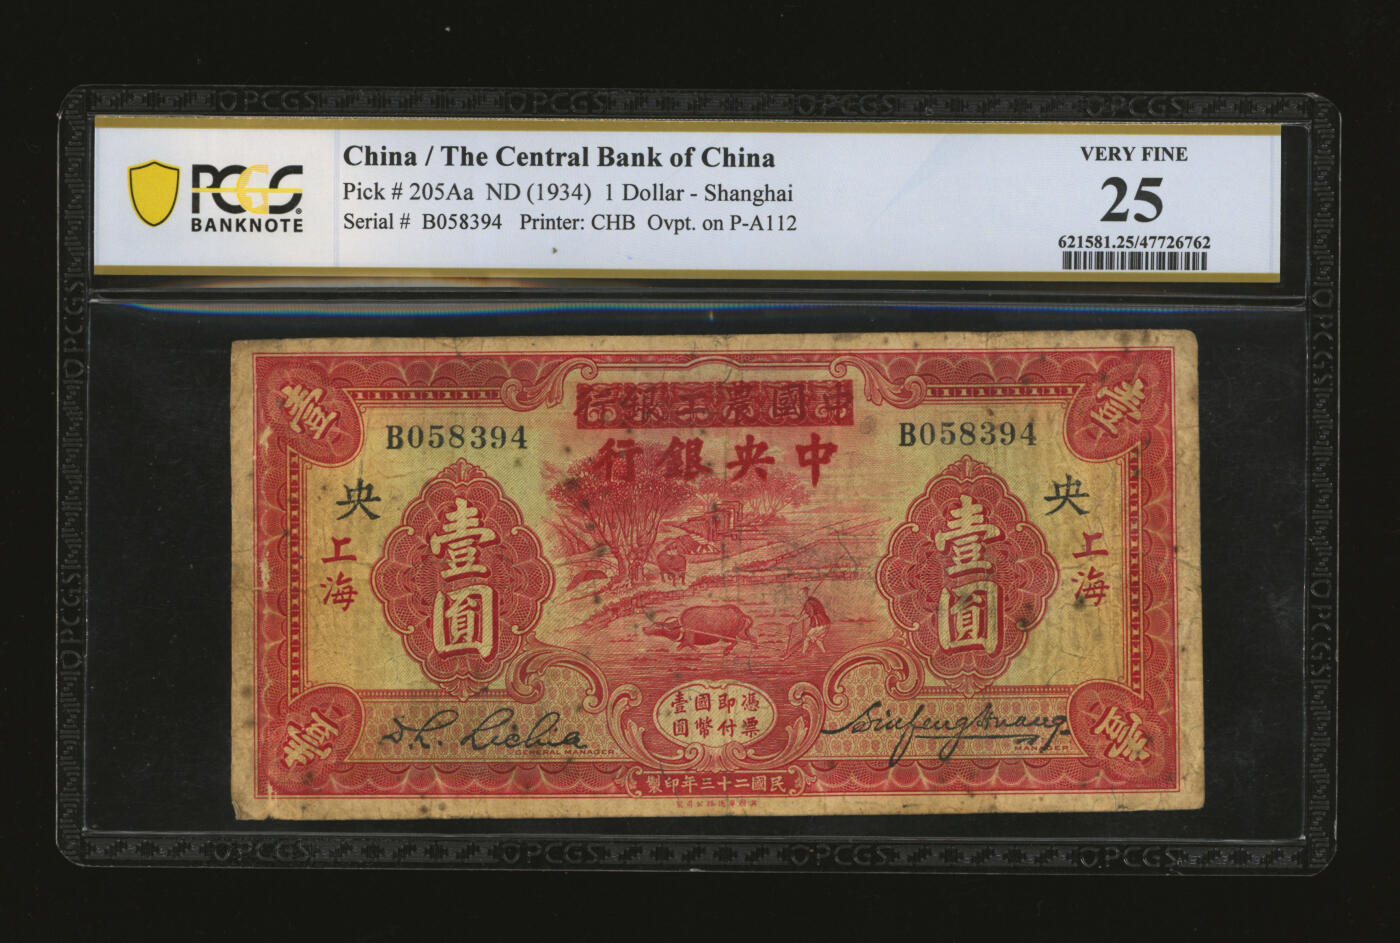 PCGS BANKNOTE
China / The Central Bank of China
Pick # 205Aa ND (1934) 1 Dollar - Shanghai
Serial # B058394 Printer: CHB Ovpt. on P-A112
VERY FINE
25
621581.25/47726762
行銀工農國中
行銀央中
B058394
B058394
壹
壹
央
央
上海
上海
壹圓
壹圓
憑票即付國幣壹圓
GENERAL MANAGER.
MANAGER
壹
壹
製印年三十二國民